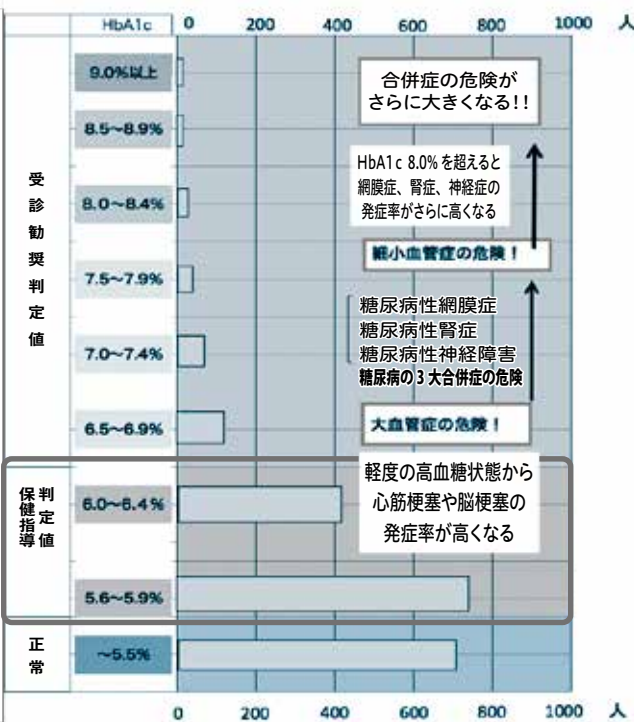 HbA1c 0 200 400 600 800 1000 人
受診勧奨判定値
9.0%以上
8.5〜8.9%
8.0〜8.4%
7.5〜7.9%
7.0〜7.4%
6.5〜6.9%
合併症の危険が
さらに大きくなる!!
HbA1c 8.0%を超えると
網膜症、腎症、神経症の
発症率がさらに高くなる
細小血管症の危険！
糖尿病性網膜症
糖尿病性腎症
糖尿病性神経障害
糖尿病の3大合併症の危険
大血管症の危険！
保健指導
判定値
6.0〜6.4%
5.6〜5.9%
軽度の高血糖状態から
心筋梗塞や脳梗塞の
発症率が高くなる
正常
〜5.5%
0 200 400 600 800 1000 人